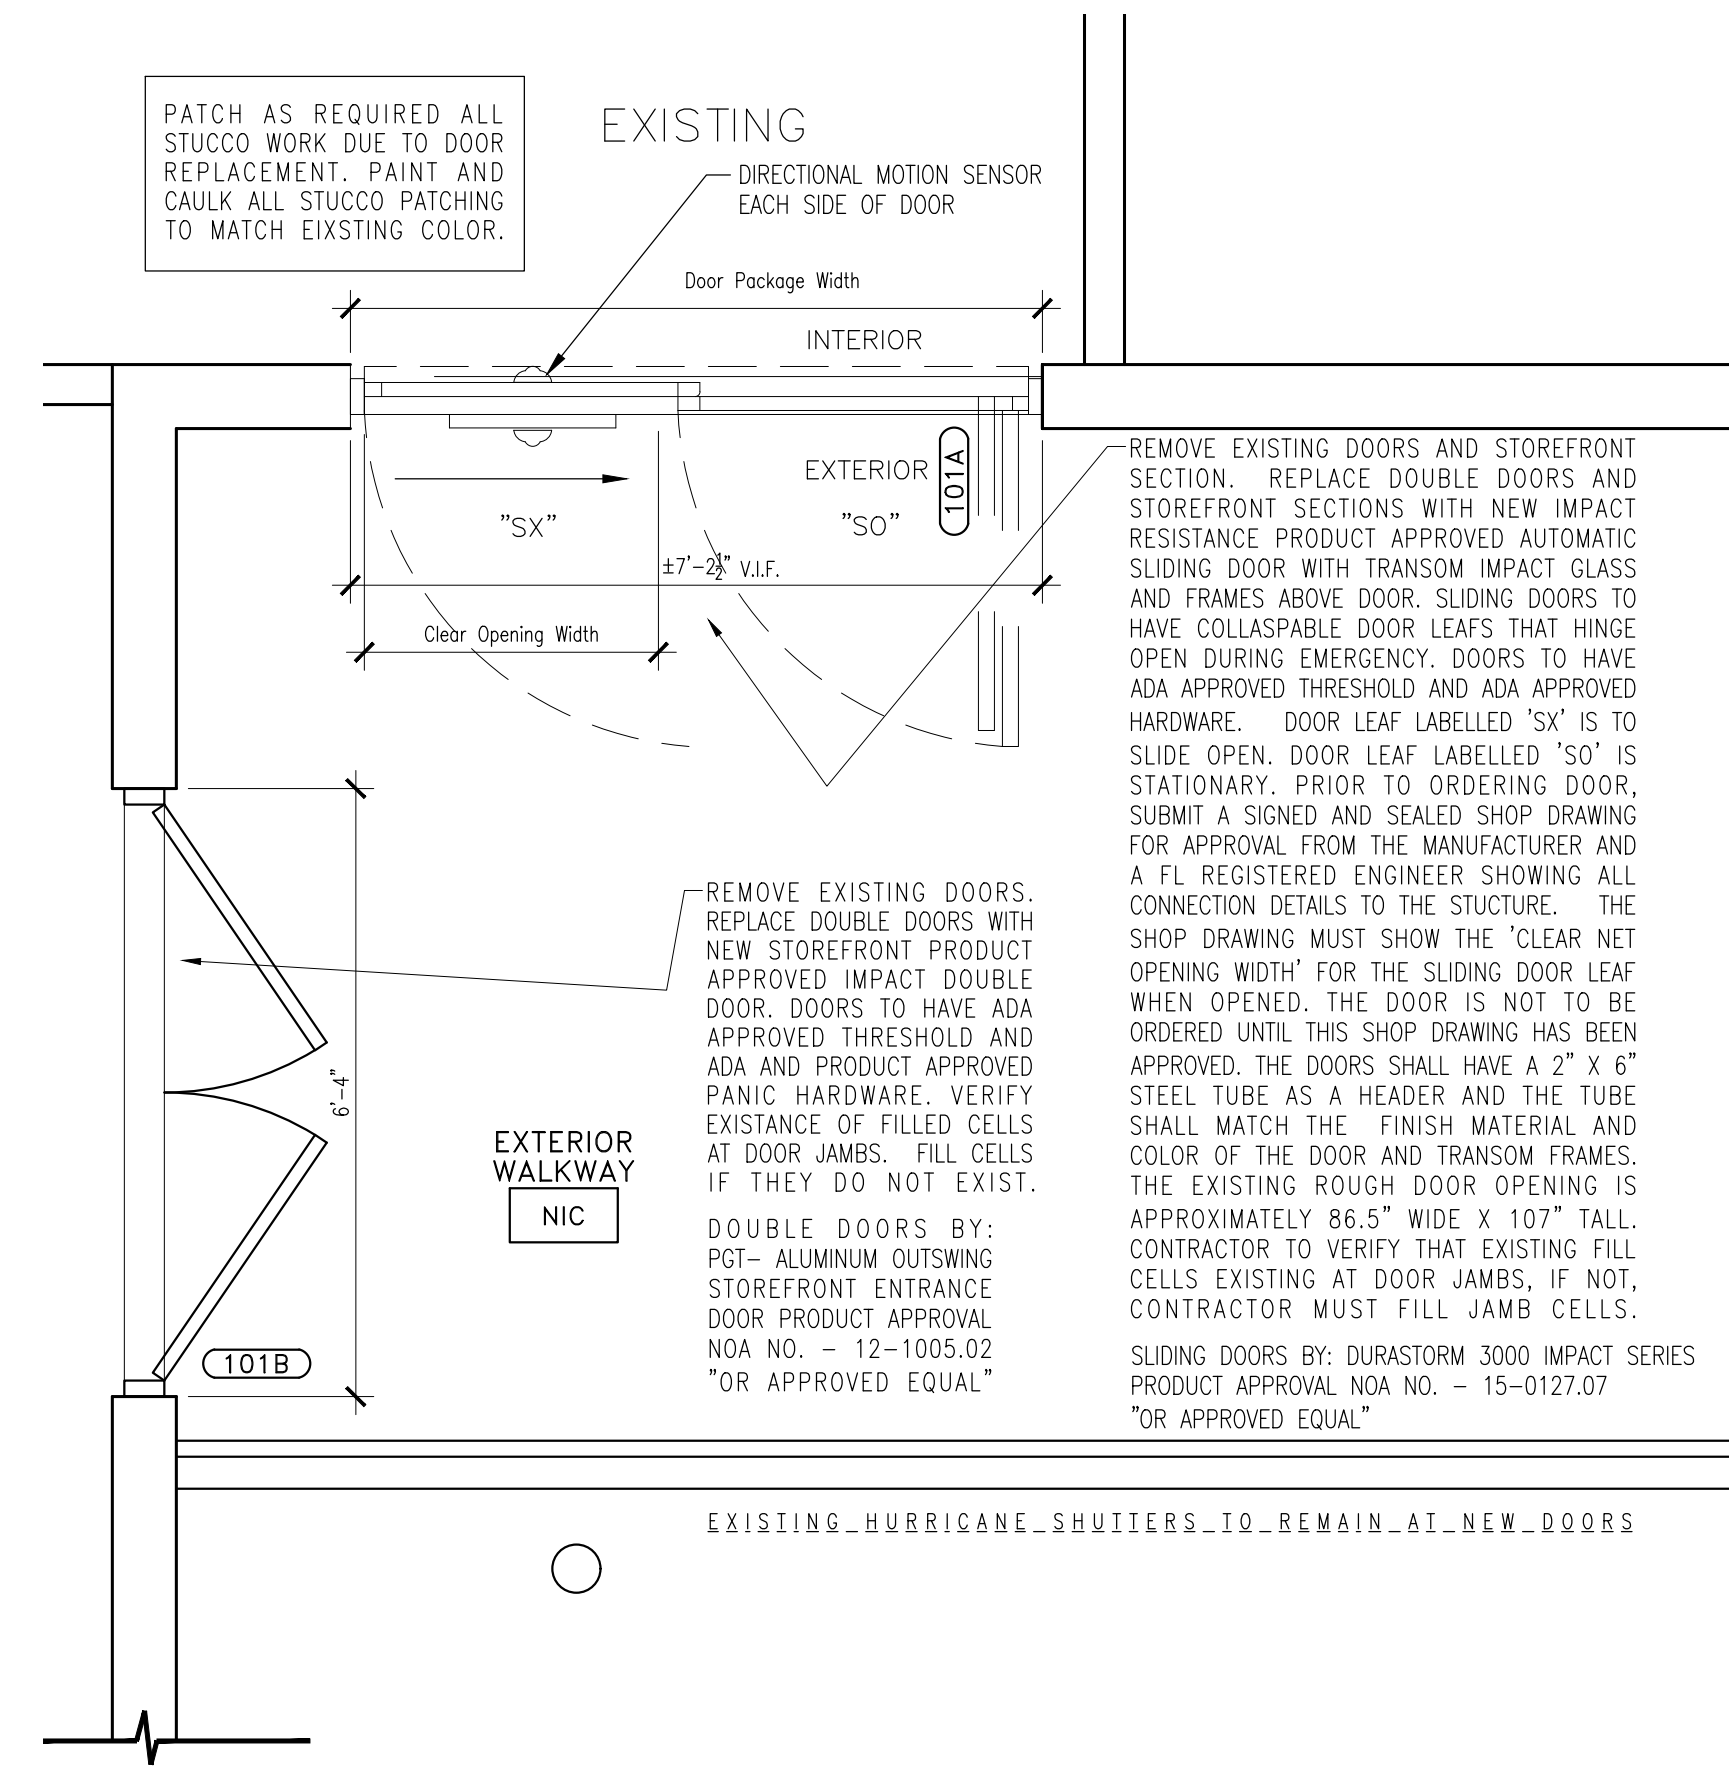 PATCH AS REQUIRED ALL
STUCCO WORK DUE TO DOOR
REPLACEMENT. PAINT AND
CAULK ALL STUCCO PATCHING
TO MATCH EIXSTING COLOR.
EXISTING
DIRECTIONAL MOTION SENSOR
EACH SIDE OF DOOR
Door Package Width
INTERIOR
EXTERIOR
101A
"SX"
"SO"
±7'-2½" V.I.F.
Clear Opening Width
REMOVE EXISTING DOORS AND STOREFRONT
SECTION. REPLACE DOUBLE DOORS AND
STOREFRONT SECTIONS WITH NEW IMPACT
RESISTANCE PRODUCT APPROVED AUTOMATIC
SLIDING DOOR WITH TRANSOM IMPACT GLASS
AND FRAMES ABOVE DOOR. SLIDING DOORS TO
HAVE COLLASPABLE DOOR LEAFS THAT HINGE
OPEN DURING EMERGENCY. DOORS TO HAVE
ADA APPROVED THRESHOLD AND ADA APPROVED
HARDWARE. DOOR LEAF LABELLED 'SX' IS TO
SLIDE OPEN. DOOR LEAF LABELLED 'SO' IS
STATIONARY. PRIOR TO ORDERING DOOR,
SUBMIT A SIGNED AND SEALED SHOP DRAWING
FOR APPROVAL FROM THE MANUFACTURER AND
A FL REGISTERED ENGINEER SHOWING ALL
CONNECTION DETAILS TO THE STUCTURE. THE
SHOP DRAWING MUST SHOW THE 'CLEAR NET
OPENING WIDTH' FOR THE SLIDING DOOR LEAF
WHEN OPENED. THE DOOR IS NOT TO BE
ORDERED UNTIL THIS SHOP DRAWING HAS BEEN
APPROVED. THE DOORS SHALL HAVE A 2" X 6"
STEEL TUBE AS A HEADER AND THE TUBE
SHALL MATCH THE FINISH MATERIAL AND
COLOR OF THE DOOR AND TRANSOM FRAMES.
THE EXISTING ROUGH DOOR OPENING IS
APPROXIMATELY 86.5" WIDE X 107" TALL.
CONTRACTOR TO VERIFY THAT EXISTING FILL
CELLS EXISTING AT DOOR JAMBS, IF NOT,
CONTRACTOR MUST FILL JAMB CELLS.
SLIDING DOORS BY: DURASTORM 3000 IMPACT SERIES
PRODUCT APPROVAL NOA NO. - 15-0127.07
"OR APPROVED EQUAL"
REMOVE EXISTING DOORS.
REPLACE DOUBLE DOORS WITH
NEW STOREFRONT PRODUCT
APPROVED IMPACT DOUBLE
DOOR. DOORS TO HAVE ADA
APPROVED THRESHOLD AND
ADA AND PRODUCT APPROVED
PANIC HARDWARE. VERIFY
EXISTANCE OF FILLED CELLS
AT DOOR JAMBS. FILL CELLS
IF THEY DO NOT EXIST.
DOUBLE DOORS BY:
PGT- ALUMINUM OUTSWING
STOREFRONT ENTRANCE
DOOR PRODUCT APPROVAL
NOA NO. - 12-1005.02
"OR APPROVED EQUAL"
6'-4"
EXTERIOR
WALKWAY
NIC
101B
EXISTING HURRICANE SHUTTERS TO REMAIN AT NEW DOORS